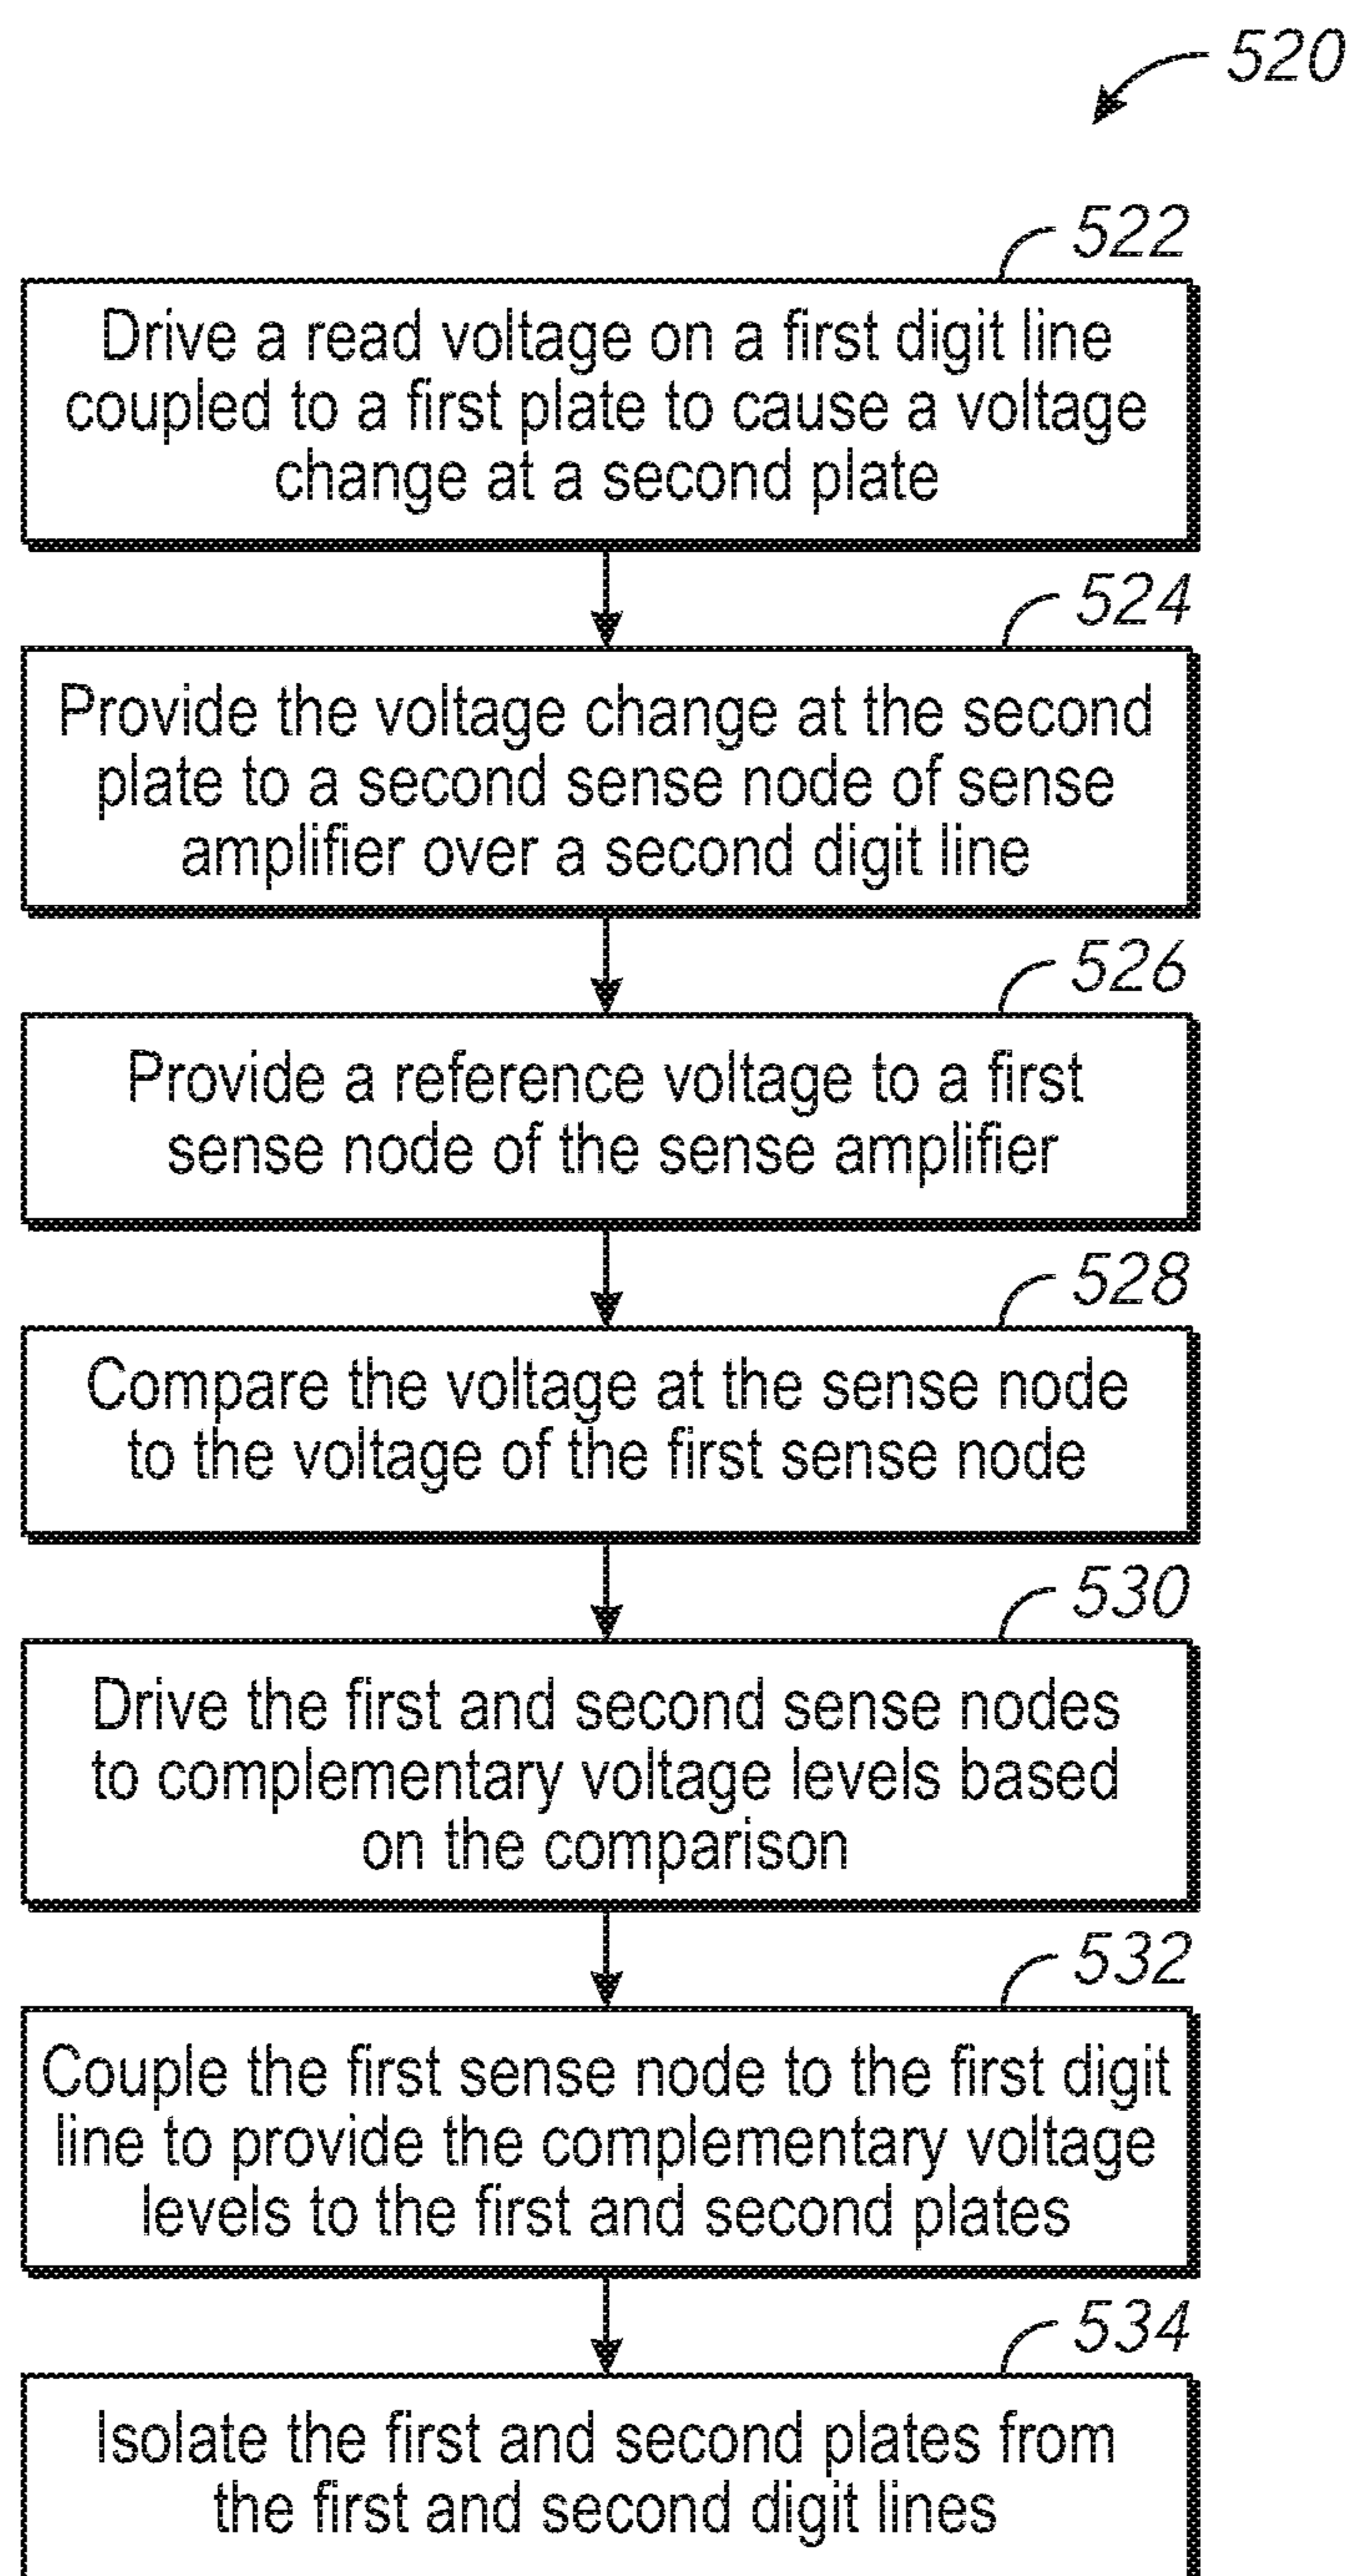 520
522
Drive a read voltage on a first digit line
coupled to a first plate to cause a voltage
change at a second plate
524
Provide the voltage change at the second
plate to a second sense node of sense
amplifier over a second digit line
526
Provide a reference voltage to a first
sense node of the sense amplifier
528
Compare the voltage at the sense node
to the voltage of the first sense node
530
Drive the first and second sense nodes
to complementary voltage levels based
on the comparison
532
Couple the first sense node to the first digit
line to provide the complementary voltage
levels to the first and second plates
534
Isolate the first and second plates from
the first and second digit lines